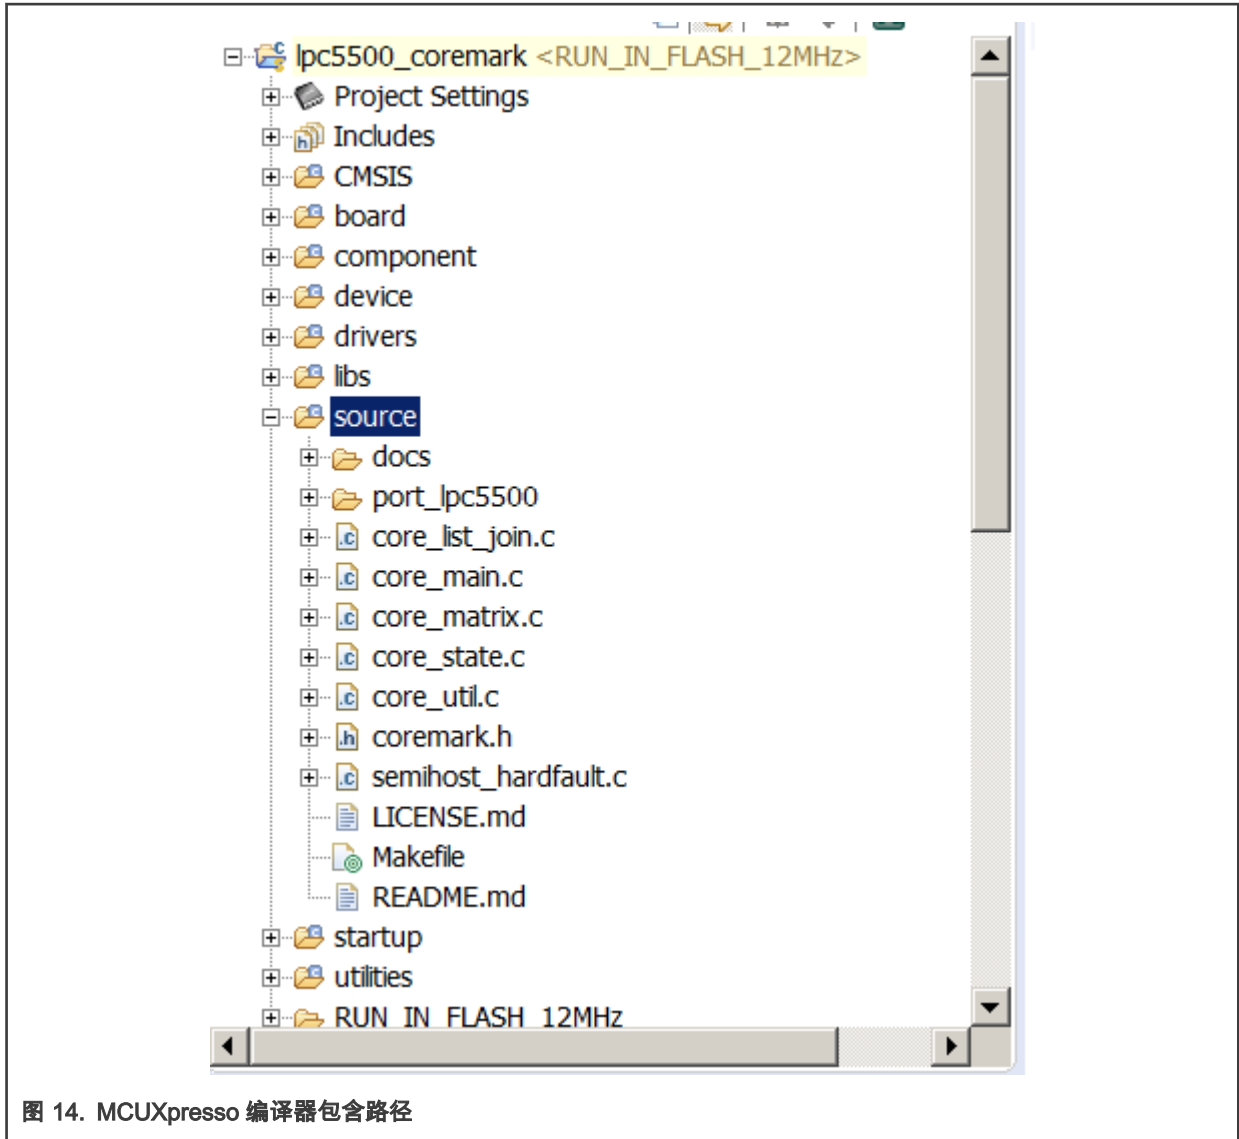 lpc5500_coremark <RUN_IN_FLASH_12MHz>
Project Settings
Includes
CMSIS
board
component
device
drivers
libs
source
docs
port_lpc5500
core_list_join.c
core_main.c
core_matrix.c
core_state.c
core_util.c
coremark.h
semihost_hardfault.c
LICENSE.md
Makefile
README.md
startup
utilities
RUN_IN_FLASH_12MHz
图 14. MCUXpresso 编译器包含路径